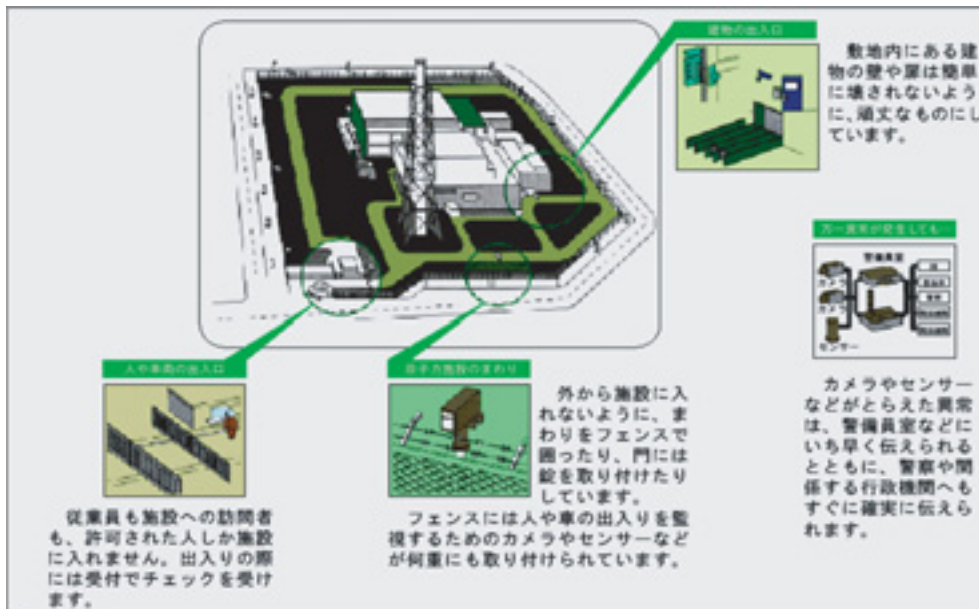 建物の出入口
敷地内にある建
物の壁や扉は簡単
に壊されないよう
に、頑丈なものにし
ています。
万一異常が発生しても…
警備員室
カメラ
カメラ
センサー
カメラやセンサー
などがとらえた異常
は、警備員室などに
いち早く伝えられる
とともに、警察や関
係する行政機関へも
すぐに確実に伝えら
れます。
人や車両の出入口
従業員も施設への訪問者
も、許可された人しか施設
に入れません。出入りの際
には受付でチェックを受け
ます。
原子力施設のまわり
外から施設に入
れないように、ま
わりをフェンスで
囲ったり、門には
錠を取り付けたり
しています。
フェンスには人や車の出入りを監
視するためのカメラやセンサーなど
が何重にも取り付けられています。